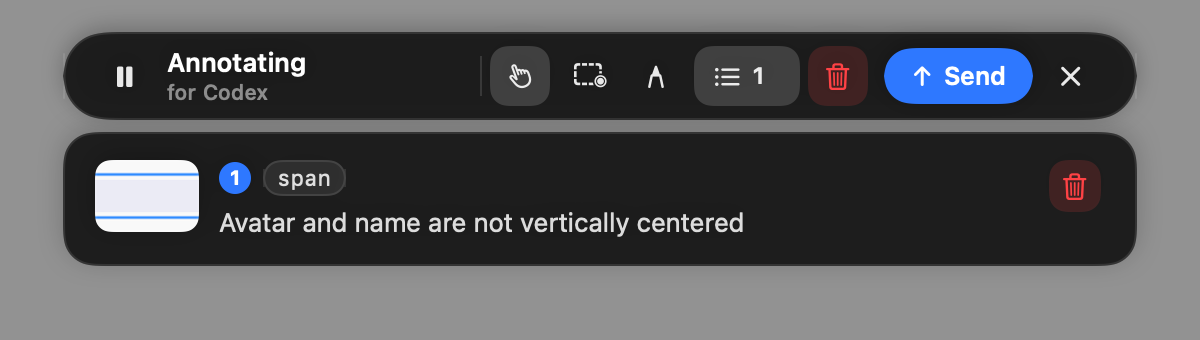 Annotating
for Codex
1
Send
1
span
Avatar and name are not vertically centered